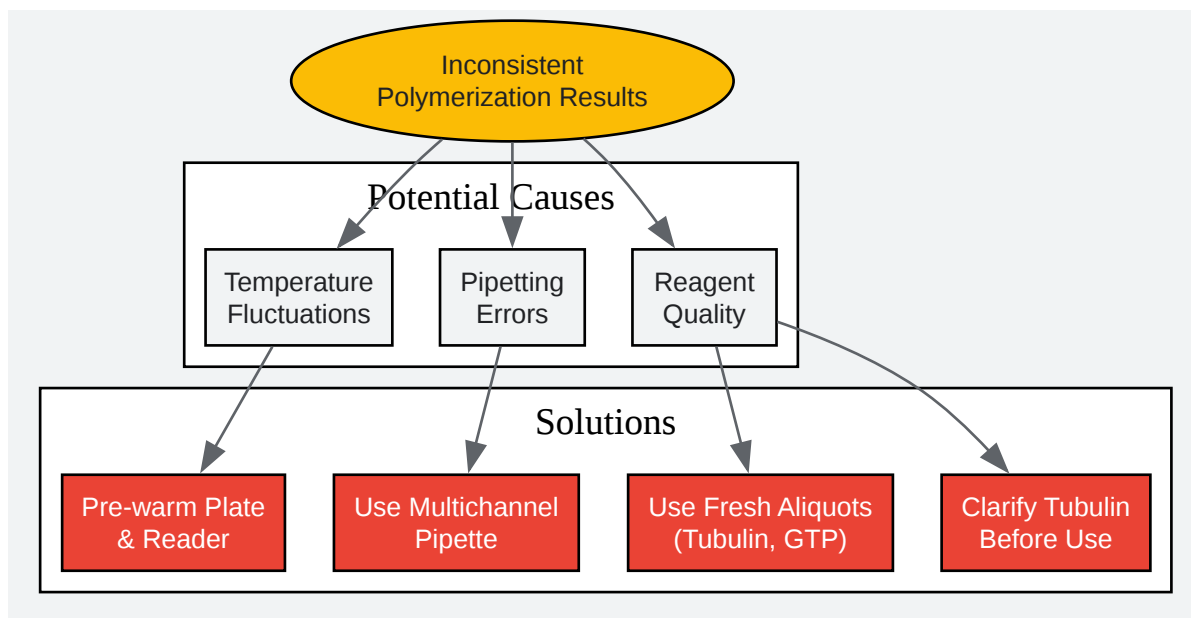 Inconsistent
Polymerization Results
Potential Causes
Temperature
Fluctuations
Pipetting
Errors
Reagent
Quality
Solutions
Pre-warm Plate
& Reader
Use Multichannel
Pipette
Use Fresh Aliquots
(Tubulin, GTP)
Clarify Tubulin
Before Use